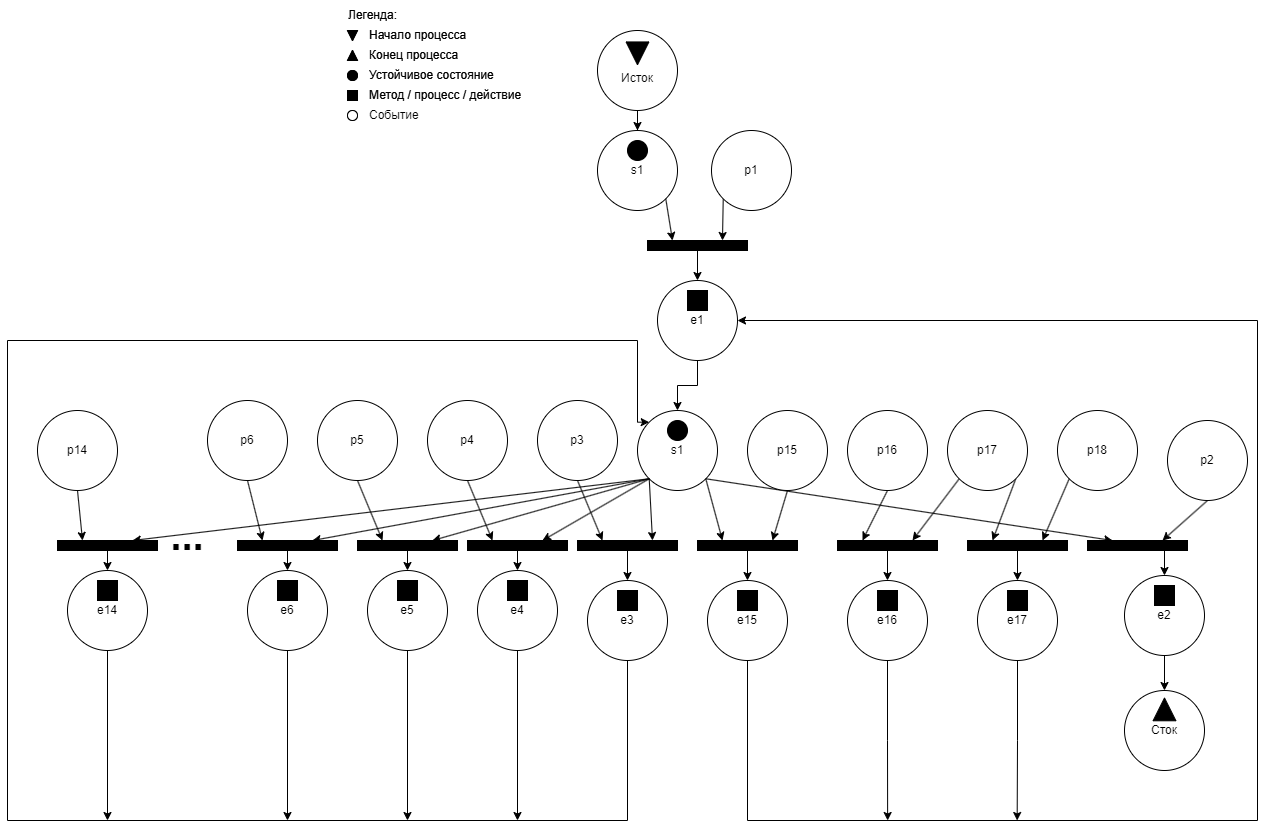 Легенда:
Начало процесса
Конец процесса
Устойчивое состояние
Метод / процесс / действие
Событие
Исток
s1
p1
e1
p14
p6
p5
p4
p3
s1
p15
p16
p17
p18
p2
...
e14
e6
e5
e4
e3
e15
e16
e17
e2
Сток